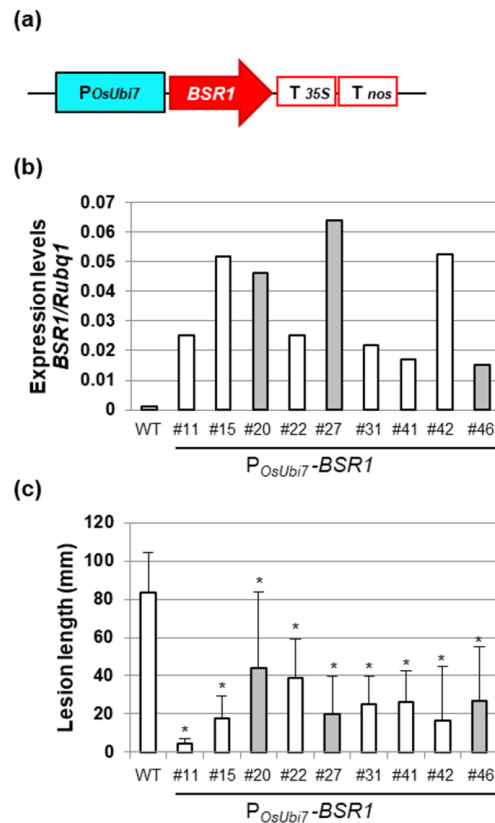 (a)
POsUbi7 BSR1 T 35S T nos
(b)
Expression levels
BSR1/Rubq1
0.07
0.06
0.05
0.04
0.03
0.02
0.01
0
WT #11 #15 #20 #22 #27 #31 #41 #42 #46
POsUbi7-BSR1
(c)
Lesion length (mm)
120
100
80
60
40
20
0
* * * * * * * * *
WT #11 #15 #20 #22 #27 #31 #41 #42 #46
POsUbi7-BSR1